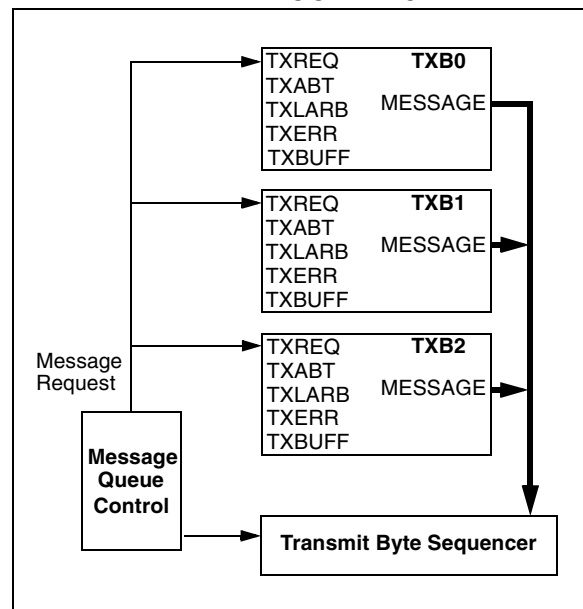 TXREQ TXB0
TXABT
TXLARB MESSAGE
TXERR
TXBUFF
TXREQ TXB1
TXABT
TXLARB MESSAGE
TXERR
TXBUFF
TXREQ TXB2
TXABT
TXLARB MESSAGE
TXERR
TXBUFF
Message
Request
Message
Queue
Control
Transmit Byte Sequencer